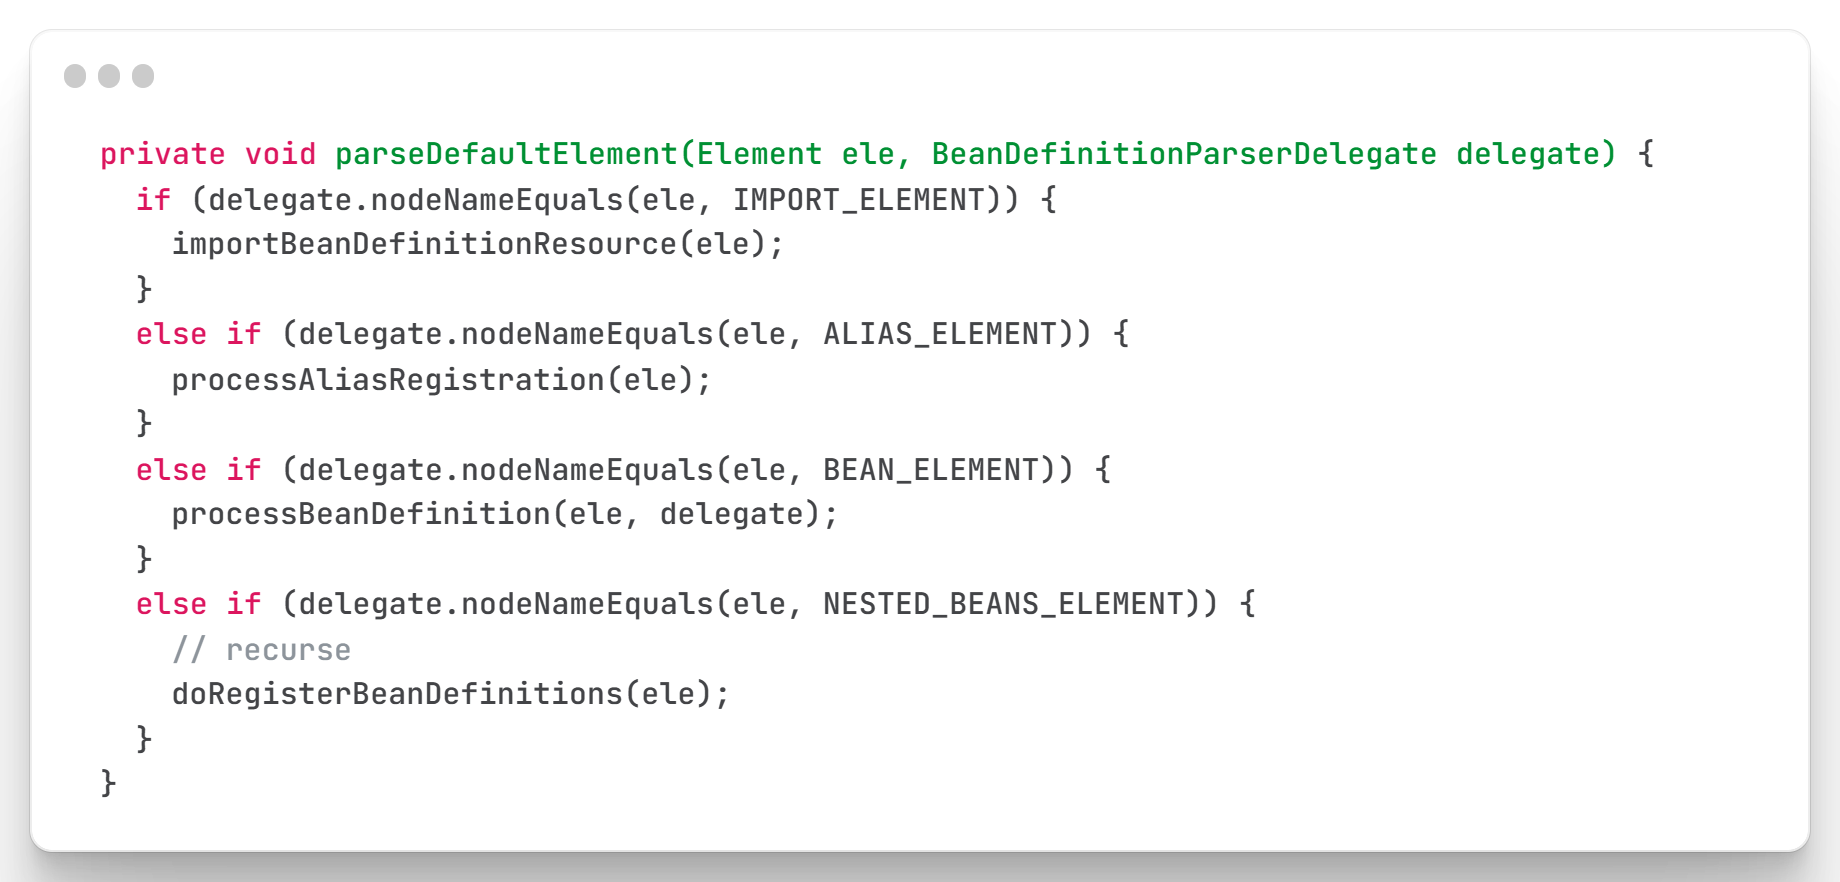 private void parseDefaultElement(Element ele, BeanDefinitionParserDelegate delegate) {
  if (delegate.nodeNameEquals(ele, IMPORT_ELEMENT)) {
    importBeanDefinitionResource(ele);
  }
  else if (delegate.nodeNameEquals(ele, ALIAS_ELEMENT)) {
    processAliasRegistration(ele);
  }
  else if (delegate.nodeNameEquals(ele, BEAN_ELEMENT)) {
    processBeanDefinition(ele, delegate);
  }
  else if (delegate.nodeNameEquals(ele, NESTED_BEANS_ELEMENT)) {
    // recurse
    doRegisterBeanDefinitions(ele);
  }
}